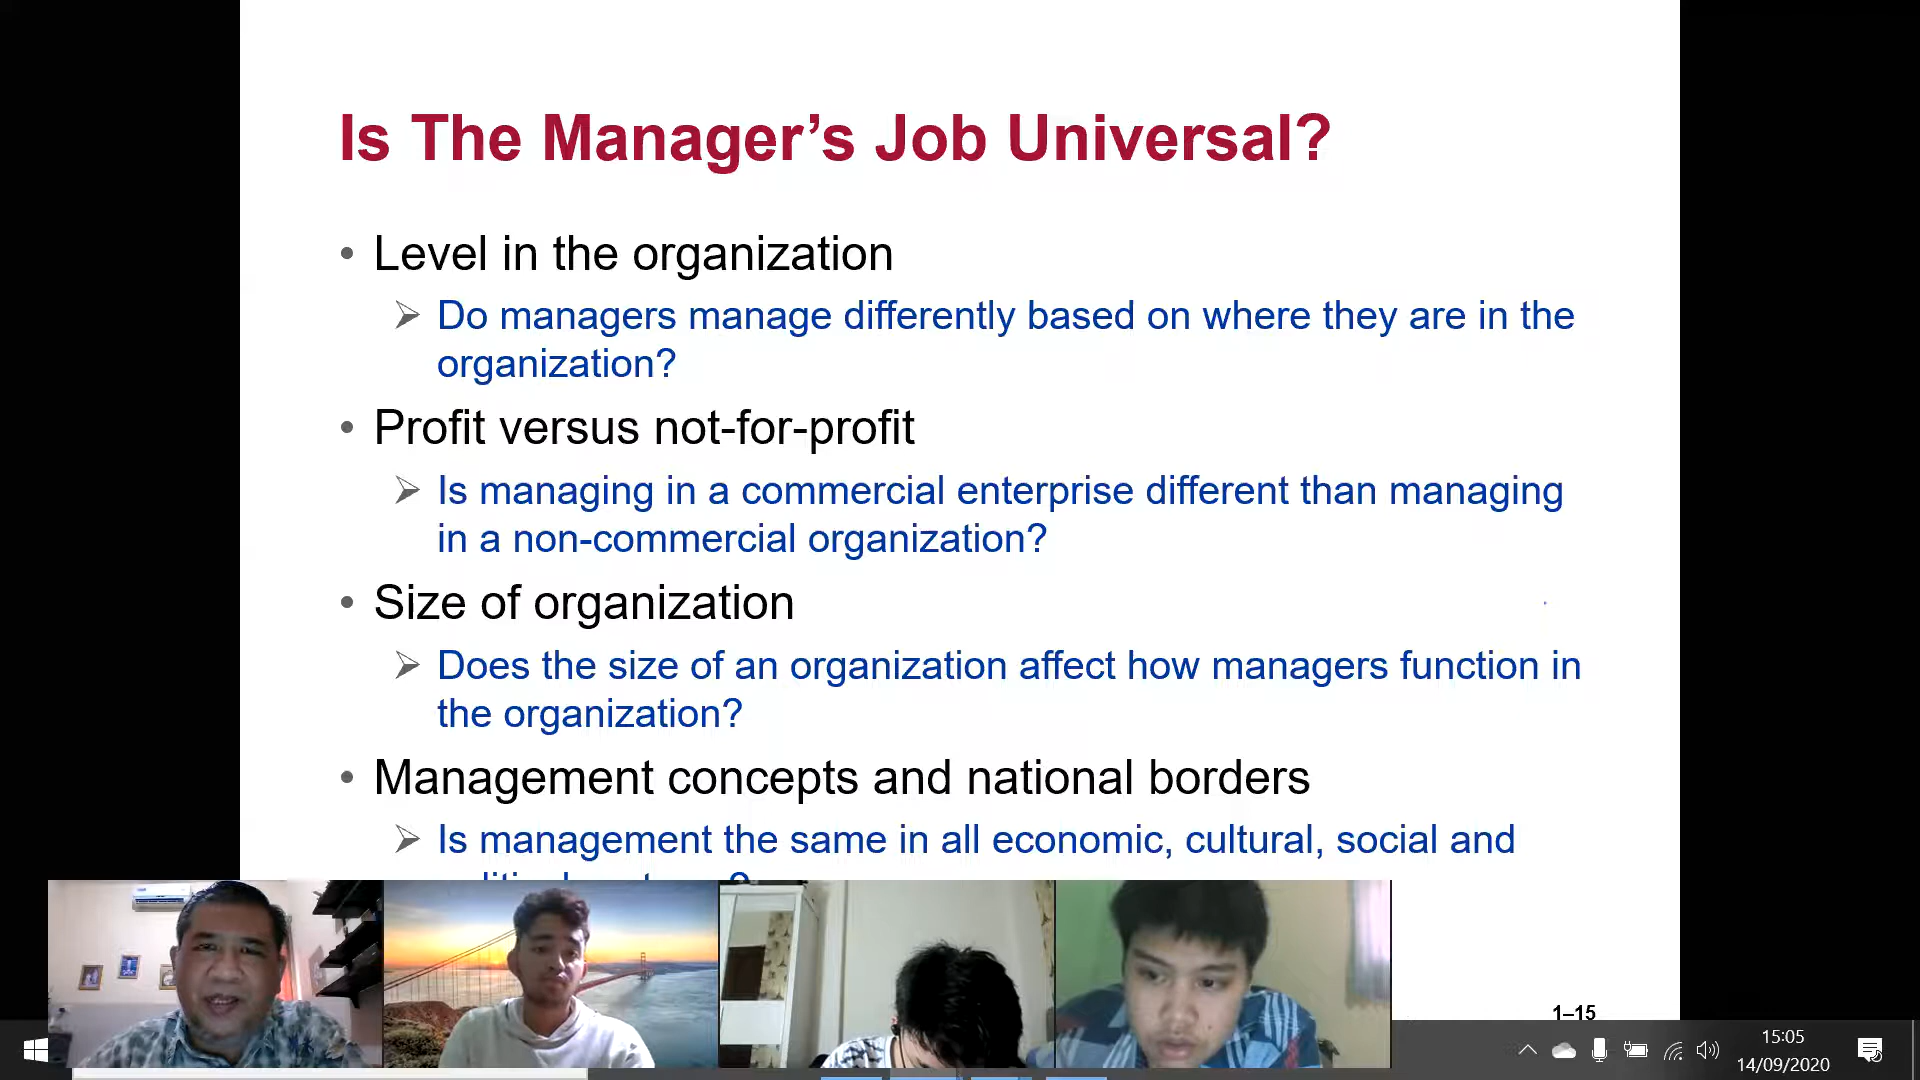 Is The Manager’s Job Universal?
• Level in the organization
➢ Do managers manage differently based on where they are in the
organization?
• Profit versus not-for-profit
➢ Is managing in a commercial enterprise different than managing
in a non-commercial organization?
• Size of organization
➢ Does the size of an organization affect how managers function in
the organization?
• Management concepts and national borders
➢ Is management the same in all economic, cultural, social and
1–15
15:05
14/09/2020